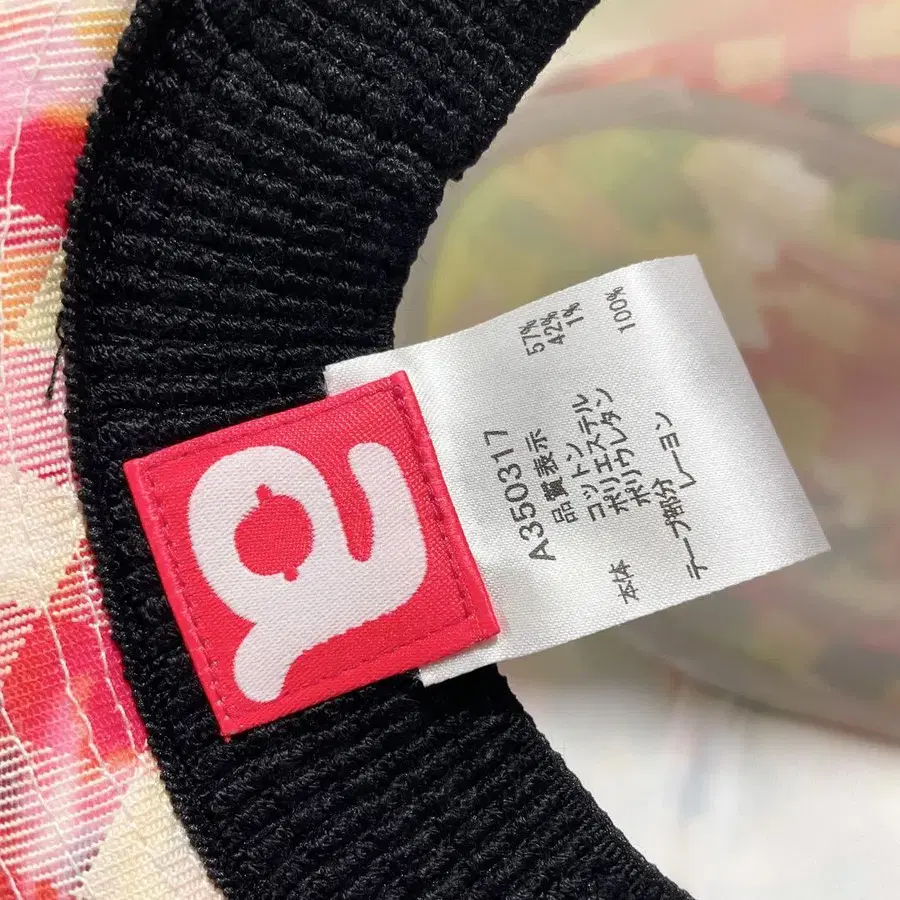 a
A350317
品質表示
本体 コットン 57%
ポリエステル 42%
ポリウレタン 1%
テープ部分 レーヨン 100%